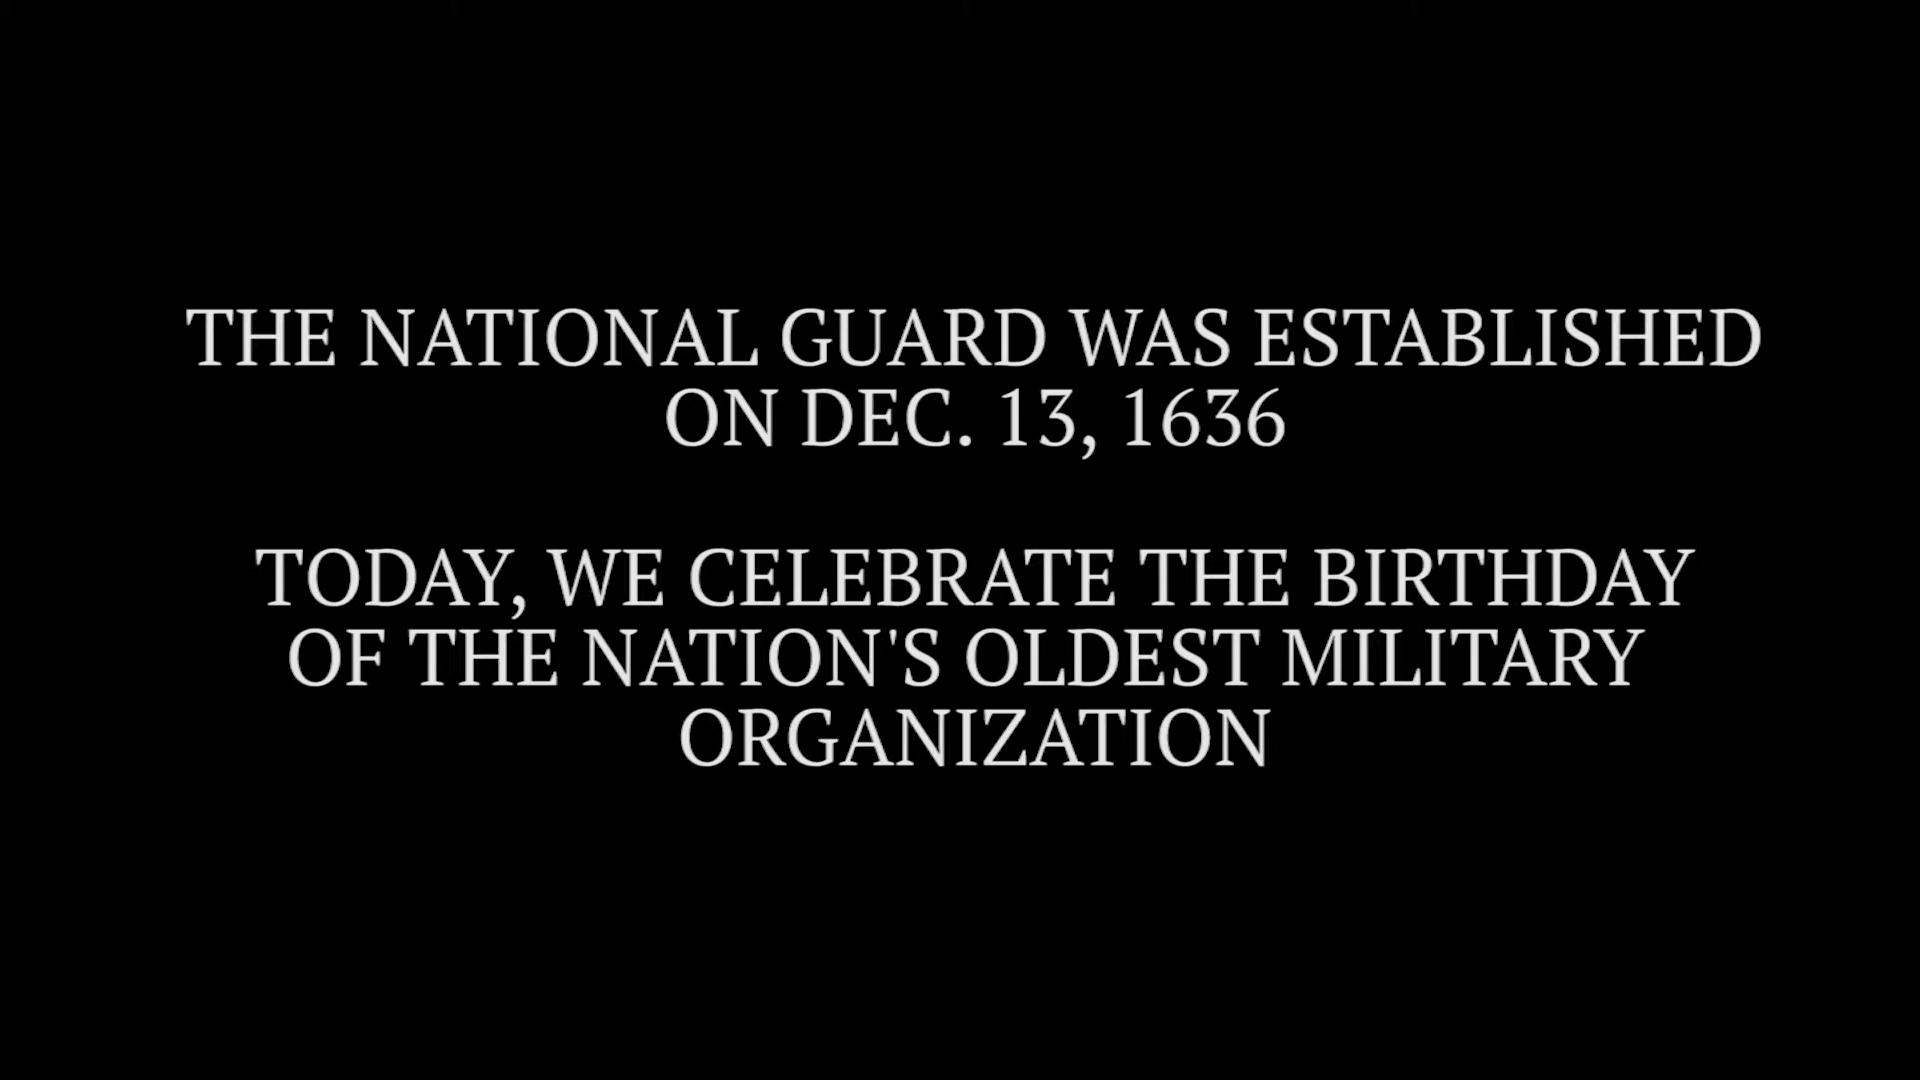 THE NATIONAL GUARD WAS ESTABLISHED
ON DEC. 13, 1636
TODAY, WE CELEBRATE THE BIRTHDAY
OF THE NATION'S OLDEST MILITARY
ORGANIZATION